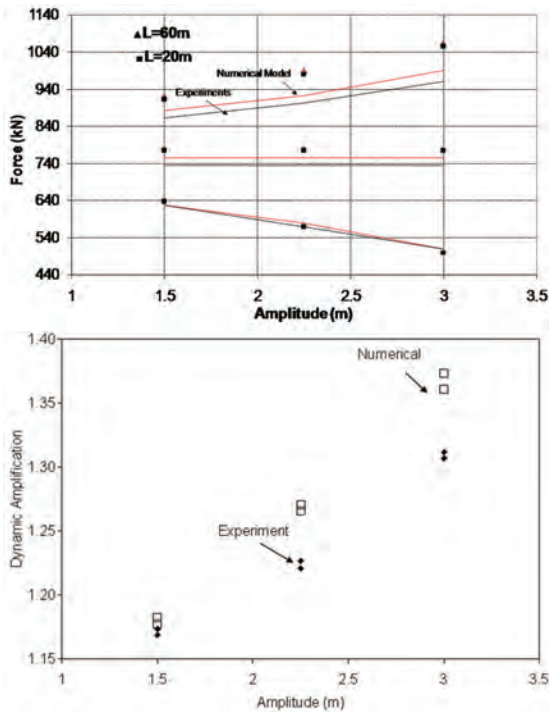 1140
1040
940
840
740
640
540
440
Force (kN)
▲L=60m
■L=20m
Numerical Model
Experiments
1 1.5 2 2.5 3 3.5
Amplitude (m)
1.40
1.35
1.30
1.25
1.20
1.15
Dynamic Amplification
Numerical
Experiment
1 1.5 2 2.5 3 3.5
Amplitude (m)